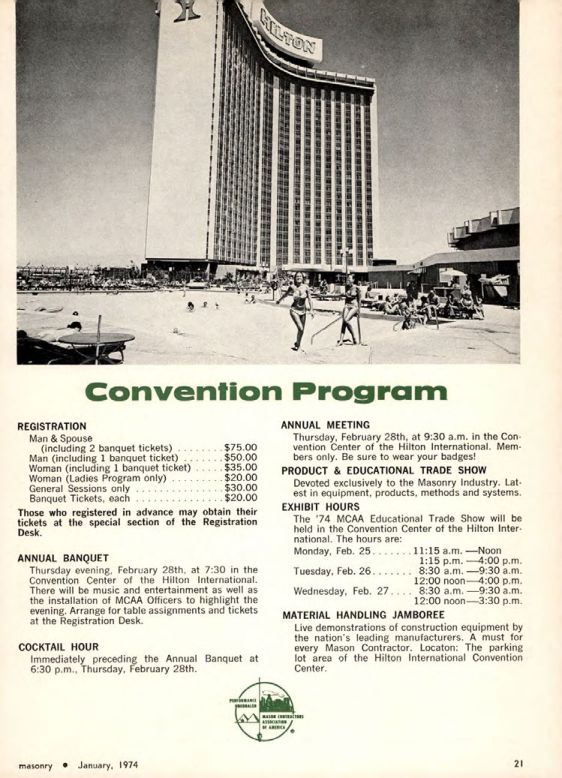 HILTON
Convention Program
REGISTRATION
Man & Spouse
(including 2 banquet tickets) ........ $75.00
Man (including 1 banquet ticket) ....... $50.00
Woman (including 1 banquet ticket) ..... $35.00
Woman (Ladies Program only) ........ $20.00
General Sessions only ............... $30.00
Banquet Tickets, each ............... $20.00
Those who registered in advance may obtain their
tickets at the special section of the Registration
Desk.
ANNUAL BANQUET
Thursday evening, February 28th, at 7:30 in the
Convention Center of the Hilton International.
There will be music and entertainment as well as
the installation of MCAA Officers to highlight the
evening. Arrange for table assignments and tickets
at the Registration Desk.
COCKTAIL HOUR
Immediately preceding the Annual Banquet at
6:30 p.m., Thursday, February 28th.
ANNUAL MEETING
Thursday, February 28th, at 9:30 a.m. in the Con-
vention Center of the Hilton International. Mem-
bers only. Be sure to wear your badges!
PRODUCT & EDUCATIONAL TRADE SHOW
Devoted exclusively to the Masonry Industry. Lat-
est in equipment, products, methods and systems.
EXHIBIT HOURS
The '74 MCAA Educational Trade Show will be
held in the Convention Center of the Hilton Inter-
national. The hours are:
Monday, Feb. 25....... 11:15 a.m. —Noon
1:15 p.m. —4:00 p.m.
Tuesday, Feb. 26....... 8:30 a.m. —9:30 a.m.
12:00 noon—4:00 p.m.
Wednesday, Feb. 27 .... 8:30 a.m. —9:30 a.m.
12:00 noon—3:30 p.m.
MATERIAL HANDLING JAMBOREE
Live demonstrations of construction equipment by
the nation's leading manufacturers. A must for
every Mason Contractor. Locaton: The parking
lot area of the Hilton International Convention
Center.
PERFORMANCE
UNEQUALED
MASON CONTRACTORS
ASSOCIATION
OF AMERICA
masonry • January, 1974
21